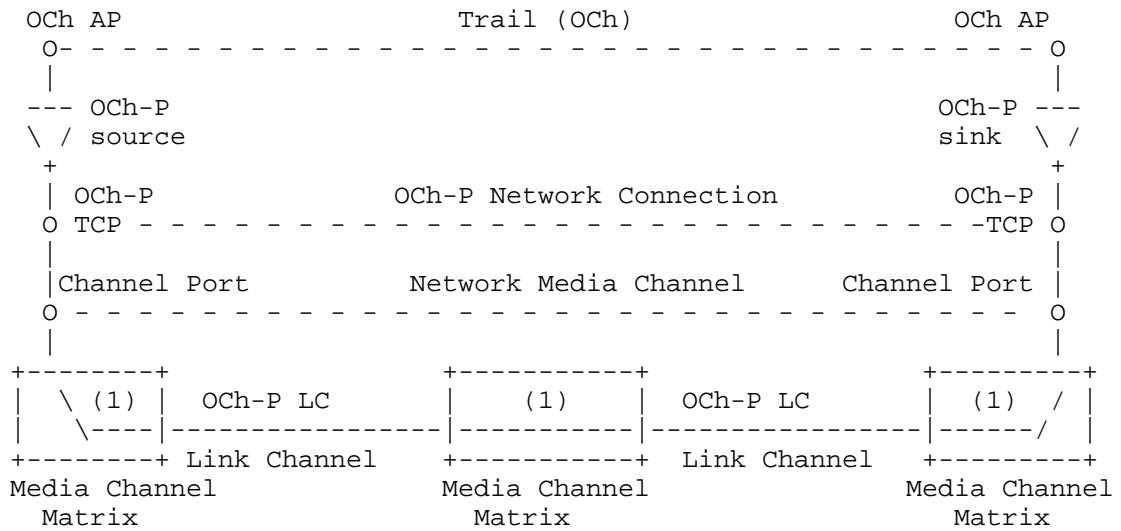 OCh AP                     Trail (OCh)                    OCh AP
 O- - - - - - - - - - - - - - - - - - - - - - - - - - - - - - - O
 |                                                              |
--- OCh-P                                              OCh-P ---
\ / source                                             sink  \ /
 +                                                            +
 | OCh-P            OCh-P Network Connection            OCh-P |
 O TCP - - - - - - - - - - - - - - - - - - - - - - - - - -TCP O
 |                                                            |
 |Channel Port       Network Media Channel       Channel Port |
 O - - - - - - - - - - - - - - - - - - - - - - - - - - - - -  O
 |                                                            |
+--------+                 +-----------+                 +---------+
|  \ (1) |  OCh-P LC       |    (1)    |  OCh-P LC       |  (1)  / |
|   \----|-----------------|-----------|-----------------|------/  |
+--------+ Link Channel    +-----------+  Link Channel   +---------+
Media Channel              Media Channel               Media Channel
  Matrix                     Matrix                      Matrix